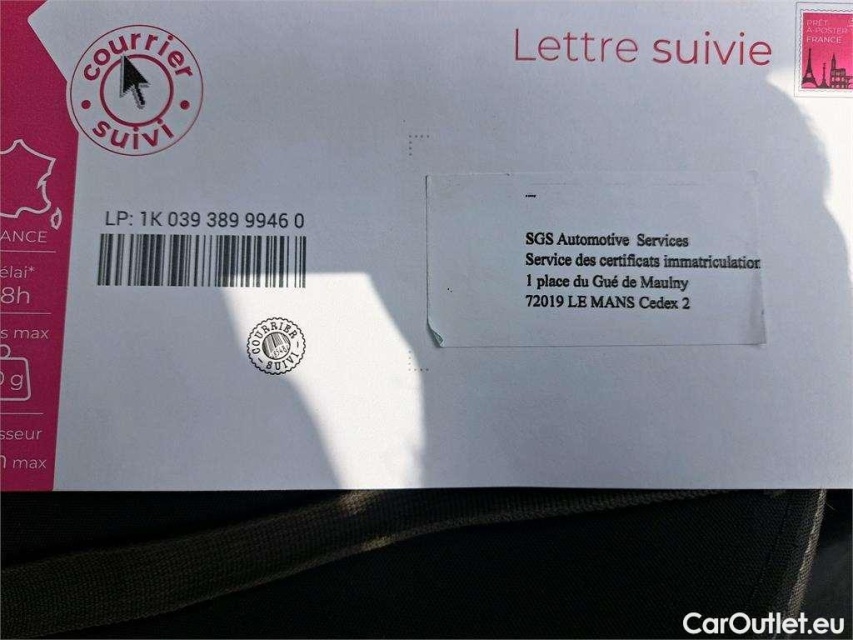 courrier
suivi
Lettre suivie
PRÊT
À POSTER
FRANCE
ANCE
élai*
8h
s max
g
sseur
max
LP: 1K 039 389 9946 0
COURRIER
SUIVI
SGS Automotive Services
Service des certificats immatriculation
1 place du Gué de Maulny
72019 LE MANS Cedex 2
CarOutlet.eu